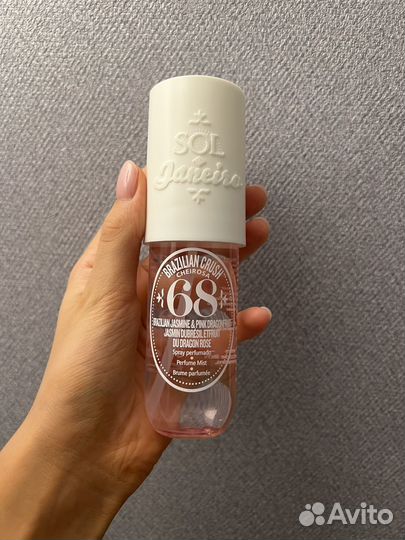 SOL
de
Janeiro
BRAZILIAN CRUSH
CHEIROSA
68
BRAZILIAN JASMINE & PINK DRAGONFRUIT
JASMIN DU BRÉSIL ET FRUIT
DU DRAGON ROSE
Spray perfumado
Perfume Mist
Brume parfumée
Avito